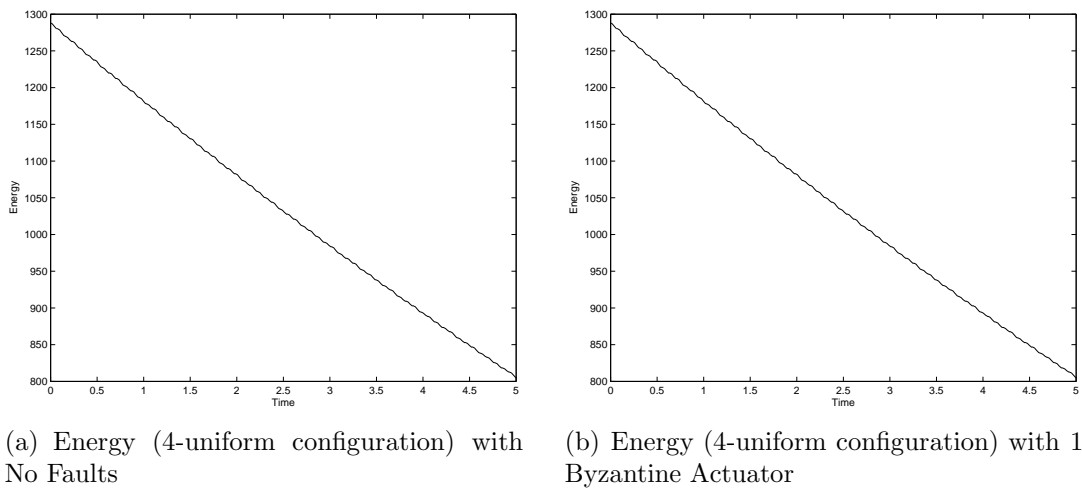 1300
1250
1200
1150
1100
1050
1000
950
900
850
800
Energy
0 0.5 1 1.5 2 2.5 3 3.5 4 4.5 5
Time
(a) Energy (4-uniform configuration) with
No Faults
1300
1250
1200
1150
1100
1050
1000
950
900
850
800
Energy
0 0.5 1 1.5 2 2.5 3 3.5 4 4.5 5
Time
(b) Energy (4-uniform configuration) with 1
Byzantine Actuator